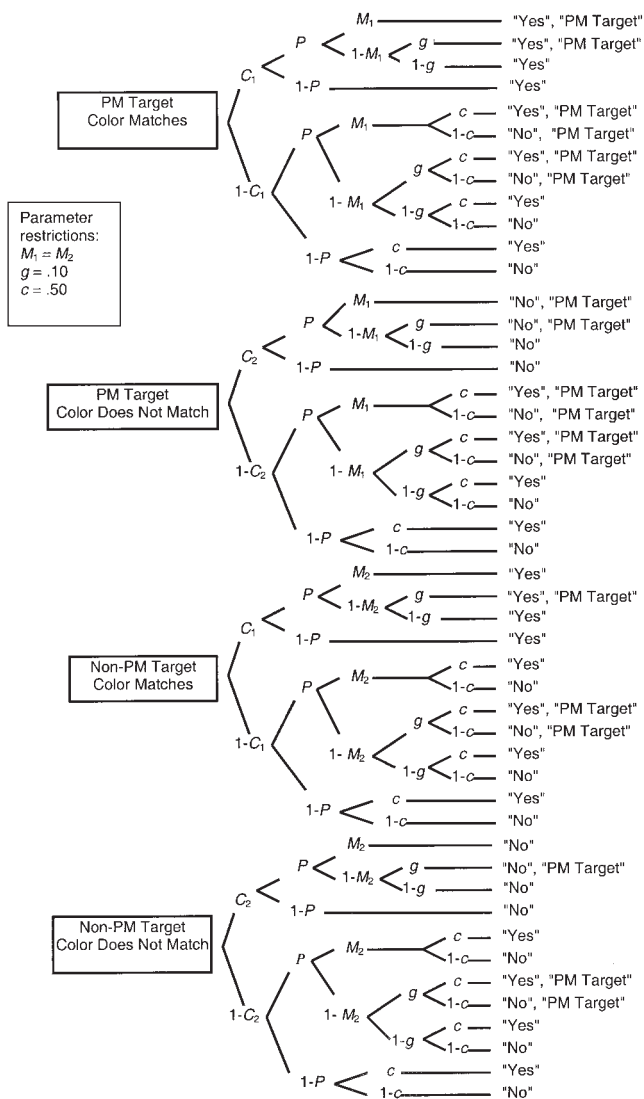 M1 "Yes", "PM Target"
P
1-M1 g "Yes", "PM Target"
1-g "Yes"
C1
1-P "Yes"
PM Target
Color Matches
M1 c "Yes", "PM Target"
1-c "No", "PM Target"
P
g c "Yes", "PM Target"
1-c "No", "PM Target"
1-C1
1- M1
1-g c "Yes"
1-c "No"
1-P c "Yes"
1-c "No"
Parameter
restrictions:
M1 = M2
g = .10
c = .50
M1 "No", "PM Target"
P
1-M1 g "No", "PM Target"
1-g "No"
C2
1-P "No"
PM Target
Color Does Not Match
M1 c "Yes", "PM Target"
1-c "No", "PM Target"
P
g c "Yes", "PM Target"
1-c "No", "PM Target"
1-C2
1- M1
1-g c "Yes"
1-c "No"
1-P c "Yes"
1-c "No"
M2 "Yes"
P
1-M2 g "Yes", "PM Target"
1-g "Yes"
C1
1-P "Yes"
Non-PM Target
Color Matches
M2 c "Yes"
1-c "No"
P
g c "Yes", "PM Target"
1-c "No", "PM Target"
1-C1
1- M2
1-g c "Yes"
1-c "No"
1-P c "Yes"
1-c "No"
M2 "No"
P
1-M2 g "No", "PM Target"
1-g "No"
C2
1-P "No"
Non-PM Target
Color Does Not Match
M2 c "Yes"
1-c "No"
P
g c "Yes", "PM Target"
1-c "No", "PM Target"
1-C2
1- M2
1-g c "Yes"
1-c "No"
1-P c "Yes"
1-c "No"